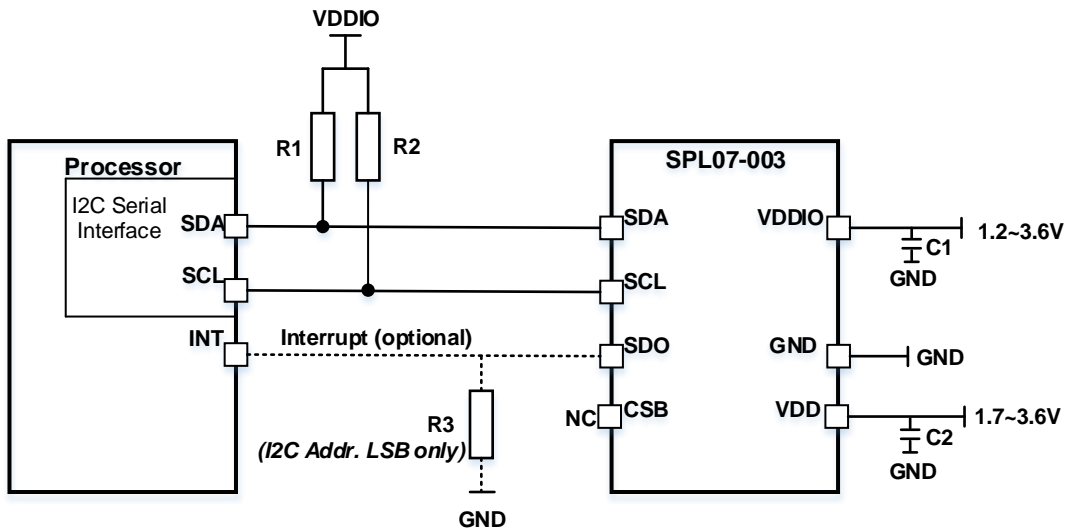 VDDIO
R1
R2
Processor
I2C Serial
Interface
SDA
SCL
INT
Interrupt (optional)
R3
(I2C Addr. LSB only)
GND
SPL07-003
SDA
SCL
SDO
NC
CSB
VDDIO
1.2~3.6V
C1
GND
GND
GND
VDD
1.7~3.6V
C2
GND